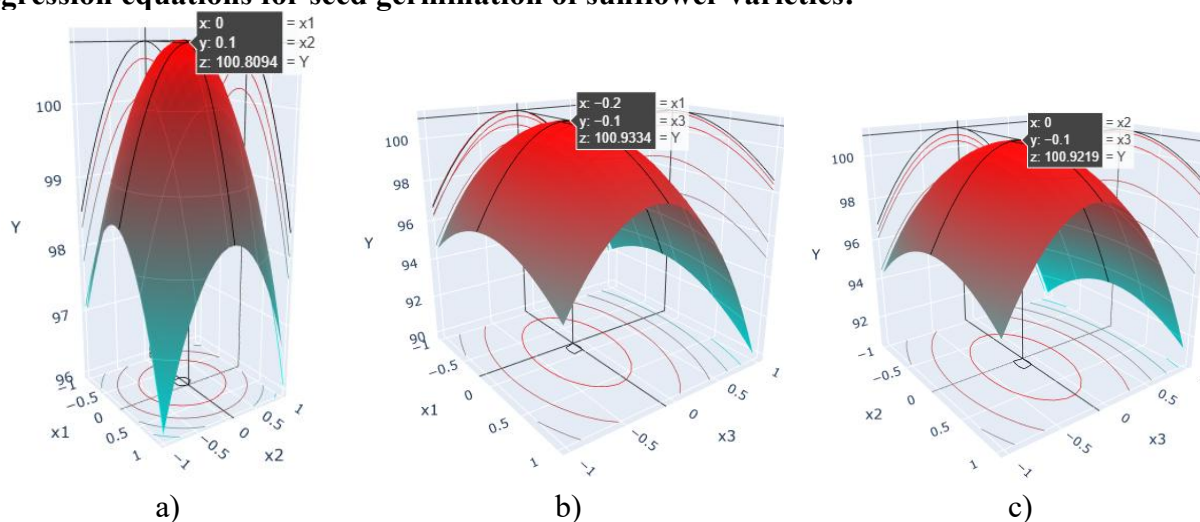 gression equations for seed germination of sunflower varieties:
x: 0 = x1
y: 0.1 = x2
z: 100.8094 = Y
100
99
98
97
96
Y
−1
−0.5
0
0.5
1
x1
−1
−0.5
0
0.5
1
x2
a)
x: −0.2 = x1
y: −0.1 = x3
z: 100.9334 = Y
100
98
96
94
92
90
Y
−1
−0.5
0
0.5
1
x1
−1
−0.5
0
0.5
1
x3
b)
x: 0 = x2
y: −0.1 = x3
z: 100.9219 = Y
100
98
96
94
92
Y
−1
−0.5
0
0.5
1
x2
−1
−0.5
0
0.5
x3
c)